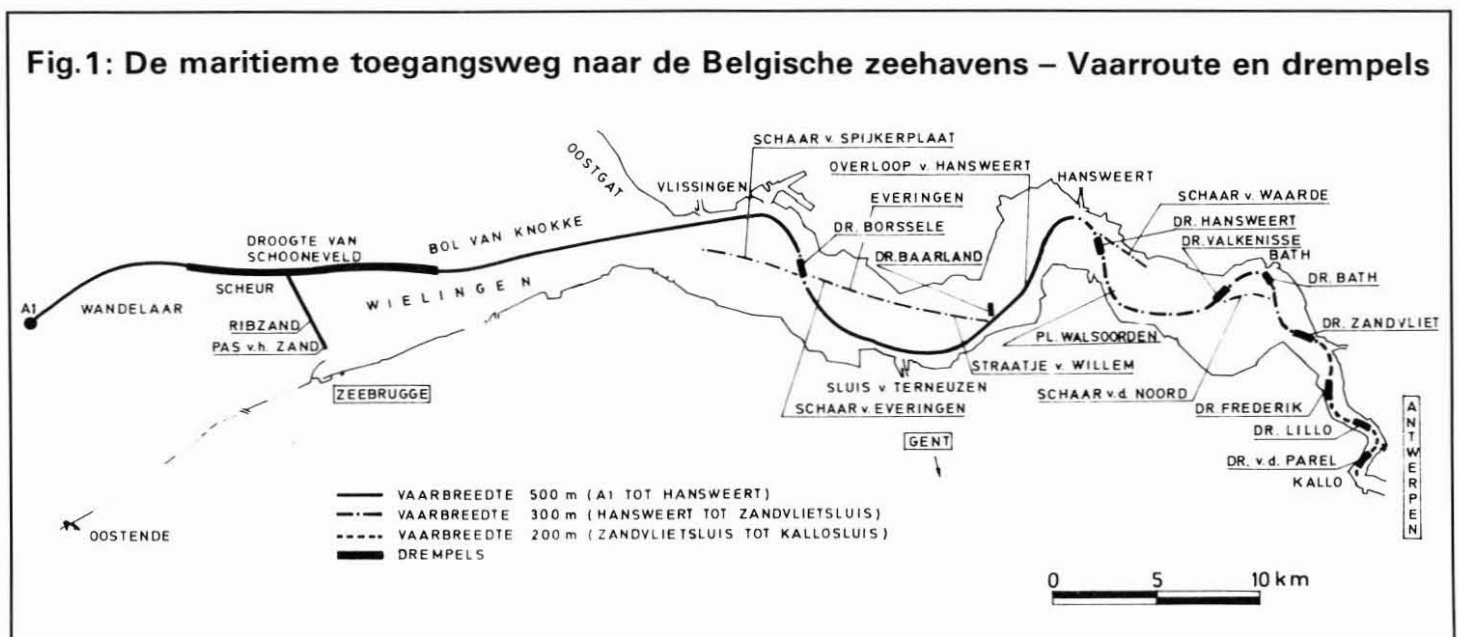 Fig.1: De maritieme toegangsweg naar de Belgische zeehavens – Vaarroute en drempels
OOSTGAT
SCHAAR v. SPIJKERPLAAT
OVERLOOP v. HANSWEERT
HANSWEERT
VLISSINGEN
EVERINGEN
SCHAAR v. WAARDE
DR. BORSSELE
DR. HANSWEERT
DR. VALKENISSE
DROOGTE VAN
SCHOONEVELD
BOL VAN KNOKKE
DR. BAARLAND
BATH
DR. BATH
SCHEUR
WIELINGEN
A1
WANDELAAR
RIBZAND
DR. ZANDVLIET
PAS v.h. ZAND
PL. WALSOORDEN
STRAATJE v. WILLEM
SLUIS v TERNEUZEN
SCHAAR v.d. NOORD
ZEEBRUGGE
SCHAAR v. EVERINGEN
DR. FREDERIK
DR. LILLO
GENT
DR. v.d. PAREL
KALLO
ANTWERPEN
VAARBREEDTE 500 m (A1 TOT HANSWEERT)
VAARBREEDTE 300 m (HANSWEERT TOT ZANDVLIETSLUIS)
VAARBREEDTE 200 m (ZANDVLIETSLUIS TOT KALLOSLUIS)
DREMPELS
OOSTENDE
0 5 10 km